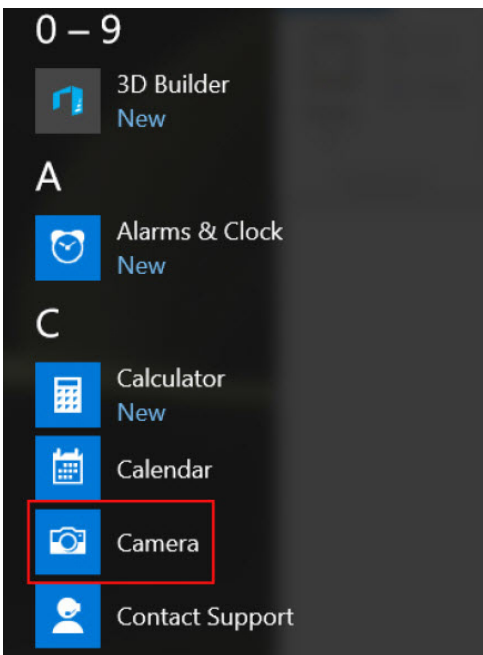 0 – 9
3D Builder
New
A
Alarms & Clock
New
C
Calculator
New
Calendar
Camera
Contact Support